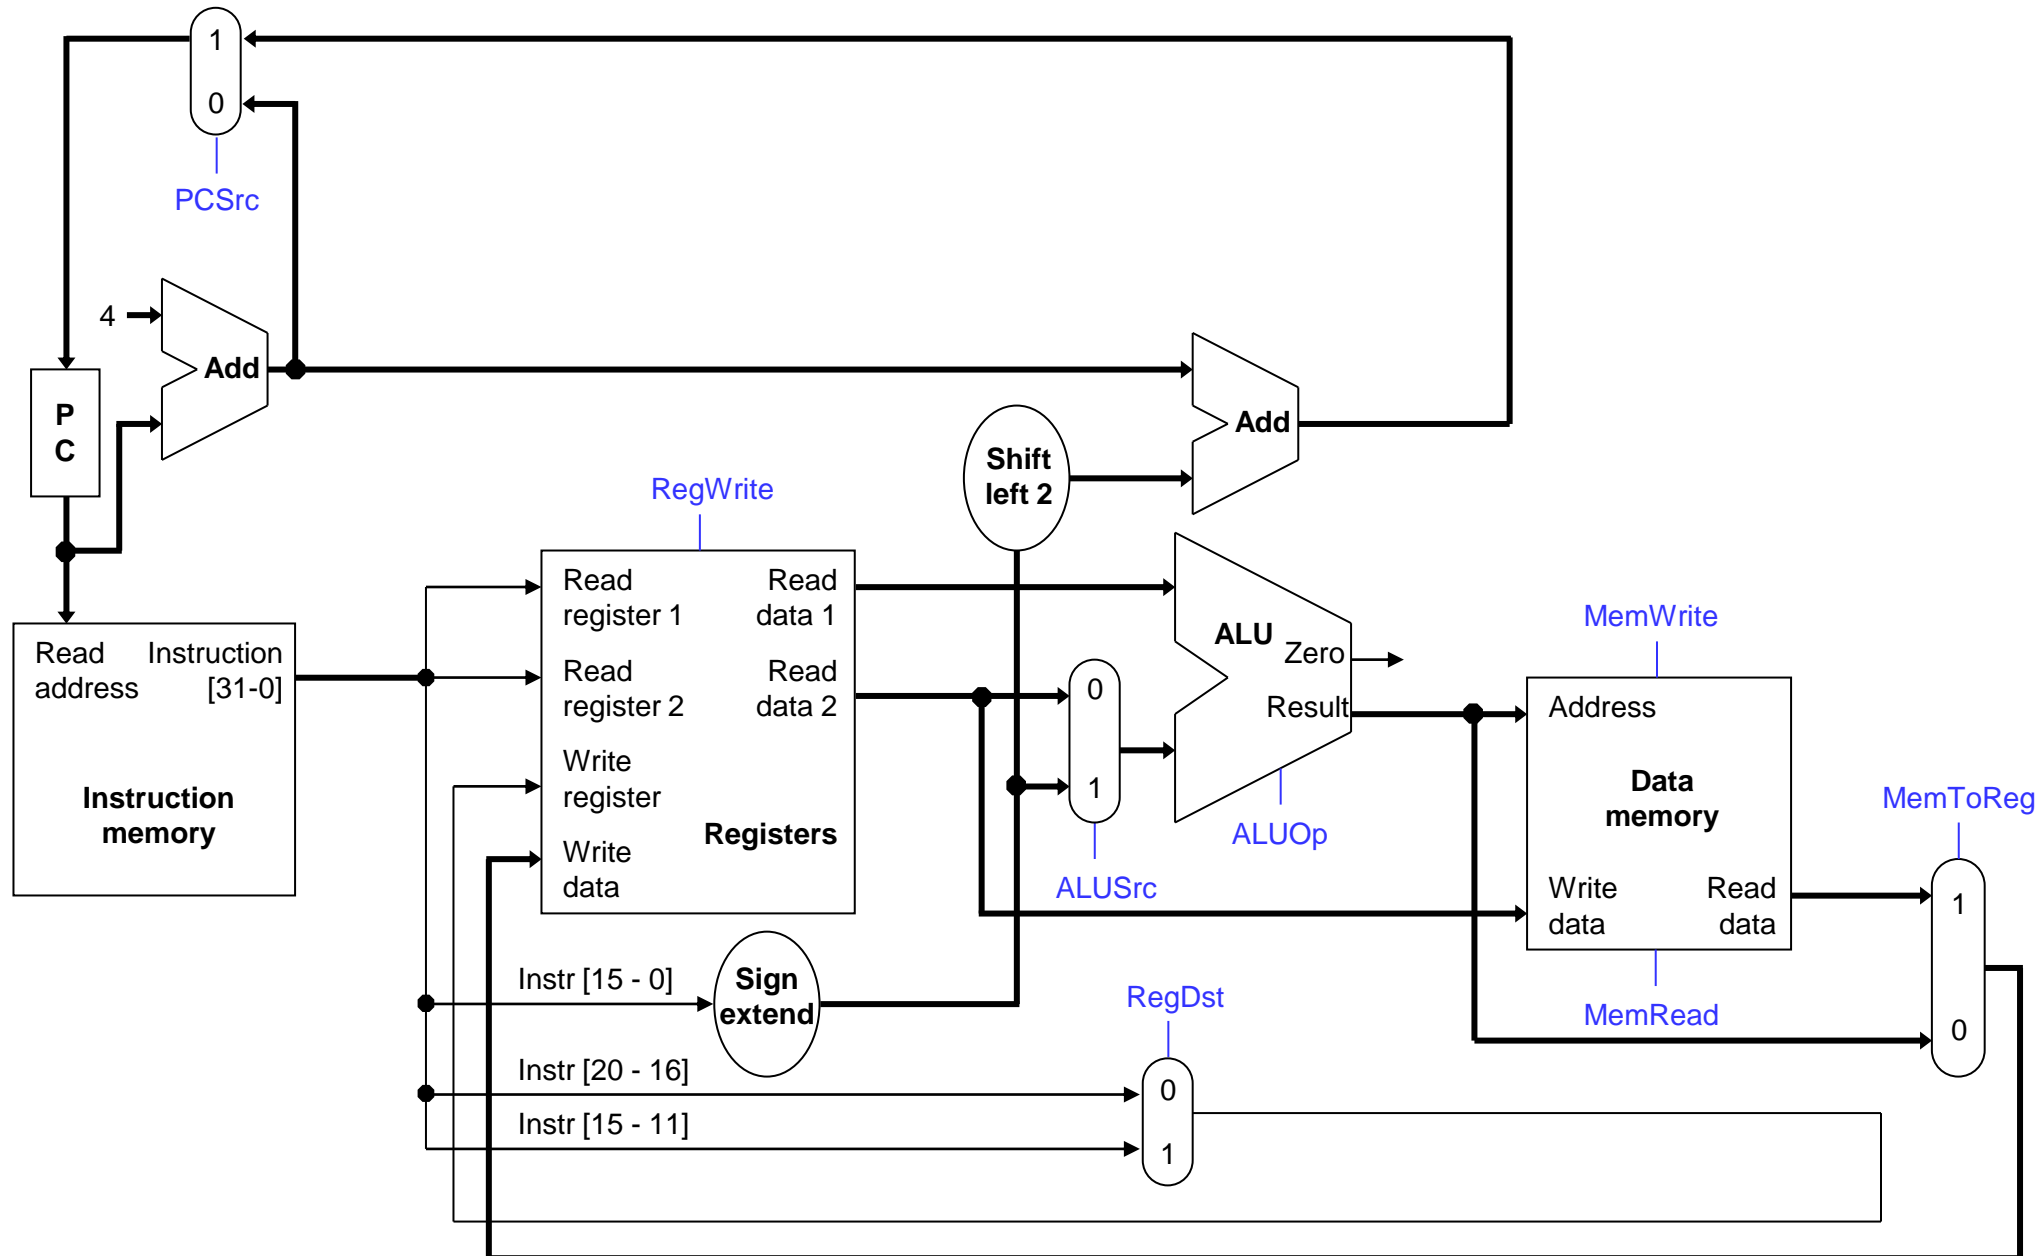 1
0
PCSrc
4
Add
P
C
Add
Shift
left 2
RegWrite
Read
register 1
Read
data 1
Read
register 2
Read
data 2
Write
register
Write
data
Registers
Read
address
Instruction
[31-0]
Instruction
memory
0
1
ALUSrc
ALU
Zero
Result
ALUOp
MemWrite
Address
Data
memory
Write
data
Read
data
MemRead
MemToReg
1
0
Instr [15 - 0]
Sign
extend
RegDst
Instr [20 - 16]
Instr [15 - 11]
0
1